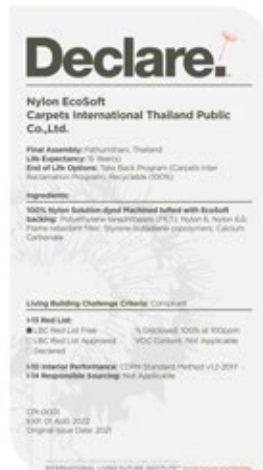 Declare.
Nylon EcoSoft
Carpets International Thailand Public
Co.,Ltd.
Final Assembly: Pathumthani, Thailand
Life Expectancy: 15 Year(s)
End of Life Options: Take Back Program (Carpets Inter
Reclamation Program), Recyclable (100%)
Ingredients:
100% Nylon Solution dyed Machined tufted with EcoSoft
backing: Polyethylene terephthalate (PET); Nylon 6; Nylon 6,6;
Flame retardant filler; Styrene-butadiene copolymers; Calcium
Carbonate
Living Building Challenge Criteria: Compliant
I-13 Red List:
LBC Red List Free % Disclosed: 100% at 100ppm
LBC Red List Approved VOC Content: Not Applicable
Declared
I-10 Interior Performance: CDPH Standard Method v1.2-2017
I-14 Responsible Sourcing: Not Applicable
CPI-0001
EXP. 01 AUG 2022
Original Issue Date: 2021
INTERNATIONAL LIVING FUTURE INSTITUTE